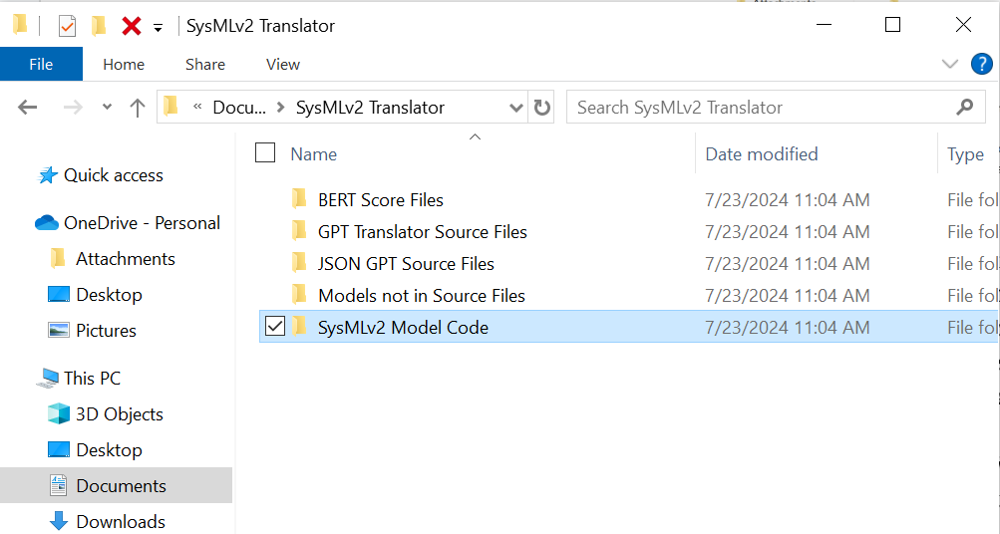 SysMLv2 Translator
File Home Share View
« Docu... SysMLv2 Translator Search SysMLv2 Translator
Name Date modified Type
Quick access
OneDrive - Personal
Attachments
Desktop
Pictures
This PC
3D Objects
Desktop
Documents
Downloads
BERT Score Files 7/23/2024 11:04 AM File fol
GPT Translator Source Files 7/23/2024 11:04 AM File fol
JSON GPT Source Files 7/23/2024 11:04 AM File fol
Models not in Source Files 7/23/2024 11:04 AM File fol
SysMLv2 Model Code 7/23/2024 11:04 AM File fol